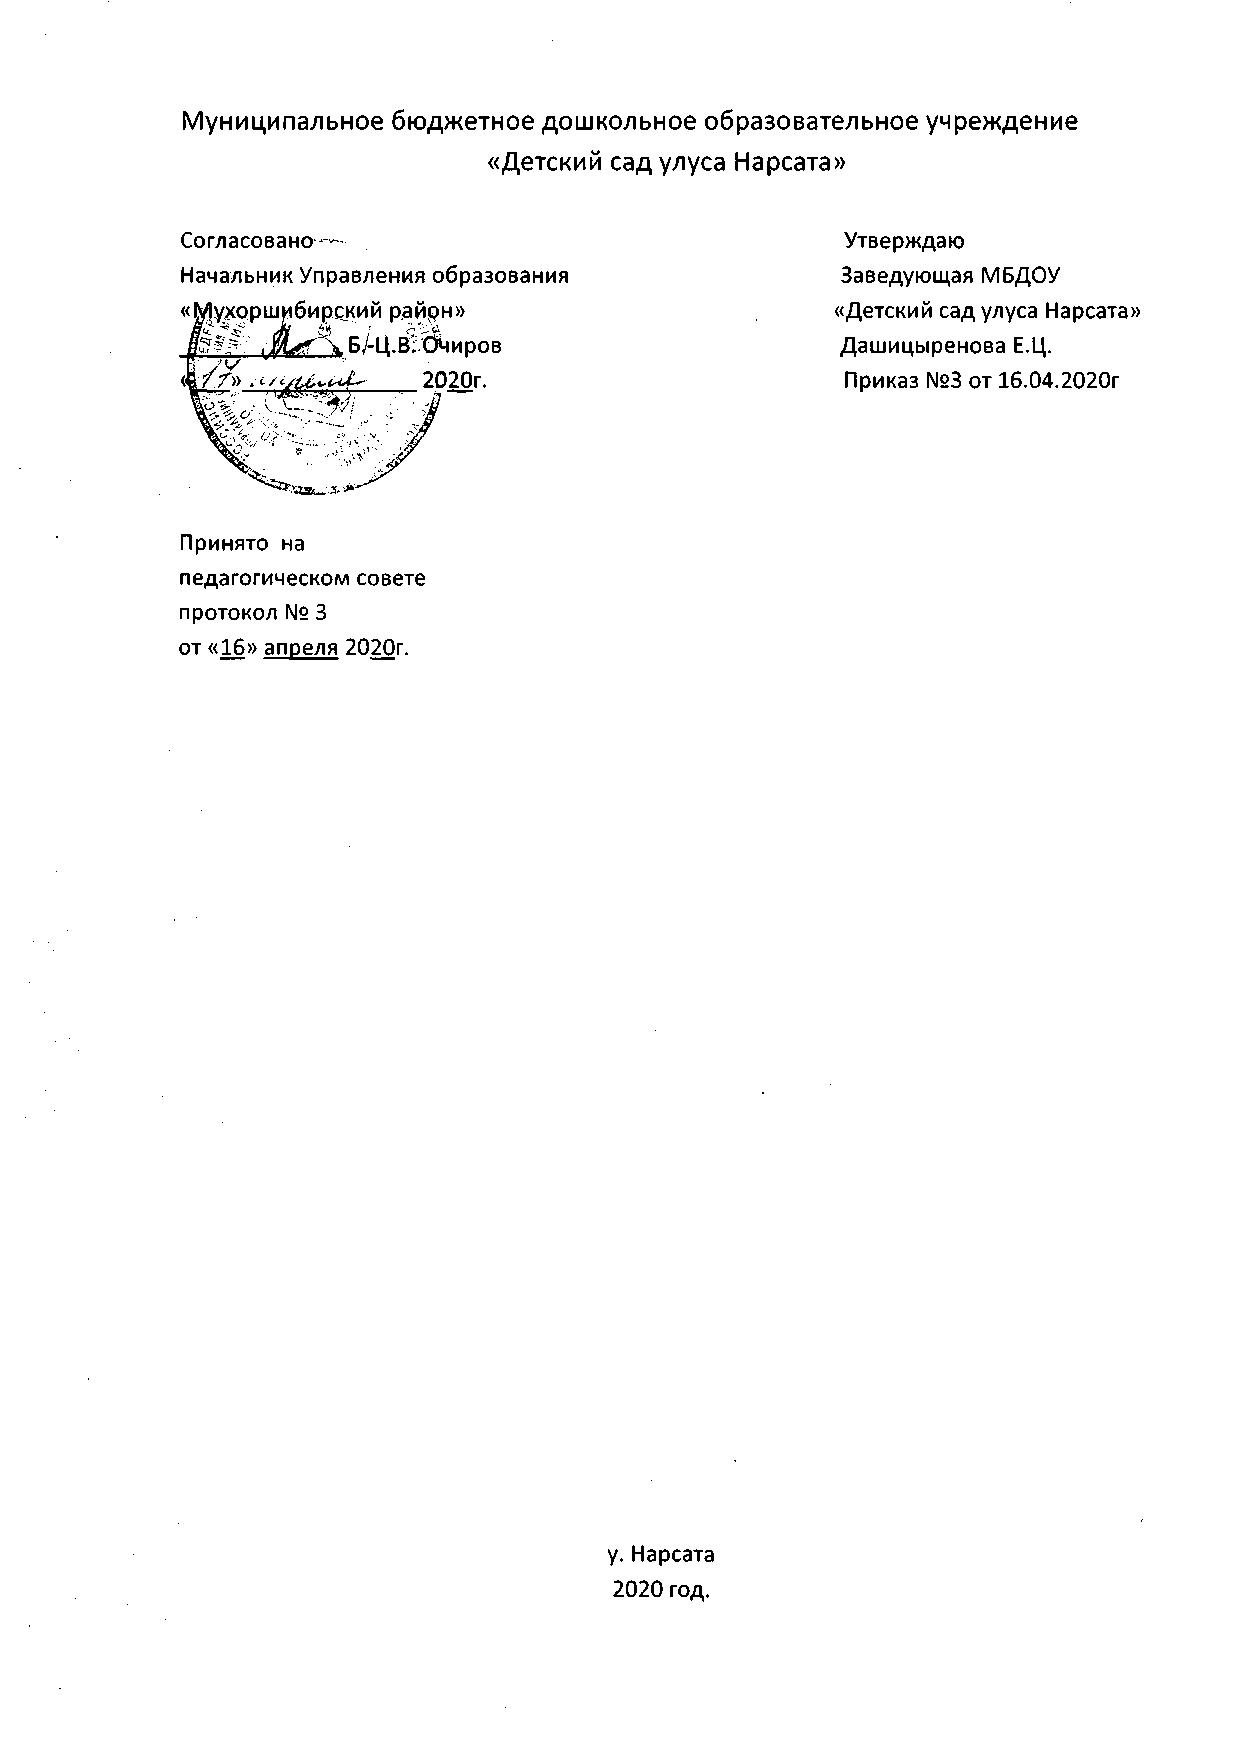 Муниципальное бюджетное дошкольное образовательное учреждение
«Детский сад улуса Нарсата»
Согласовано
Начальник Управления образования
«Мухоршибирский район»
Б.-Ц.В. Очиров
«17» апреля 2020г.
Утверждаю
Заведующая МБДОУ
«Детский сад улуса Нарсата»
Дашицыренова Е.Ц.
Приказ №3 от 16.04.2020г
Принято на
педагогическом совете
протокол № 3
от «16» апреля 2020г.
у. Нарсата
2020 год.